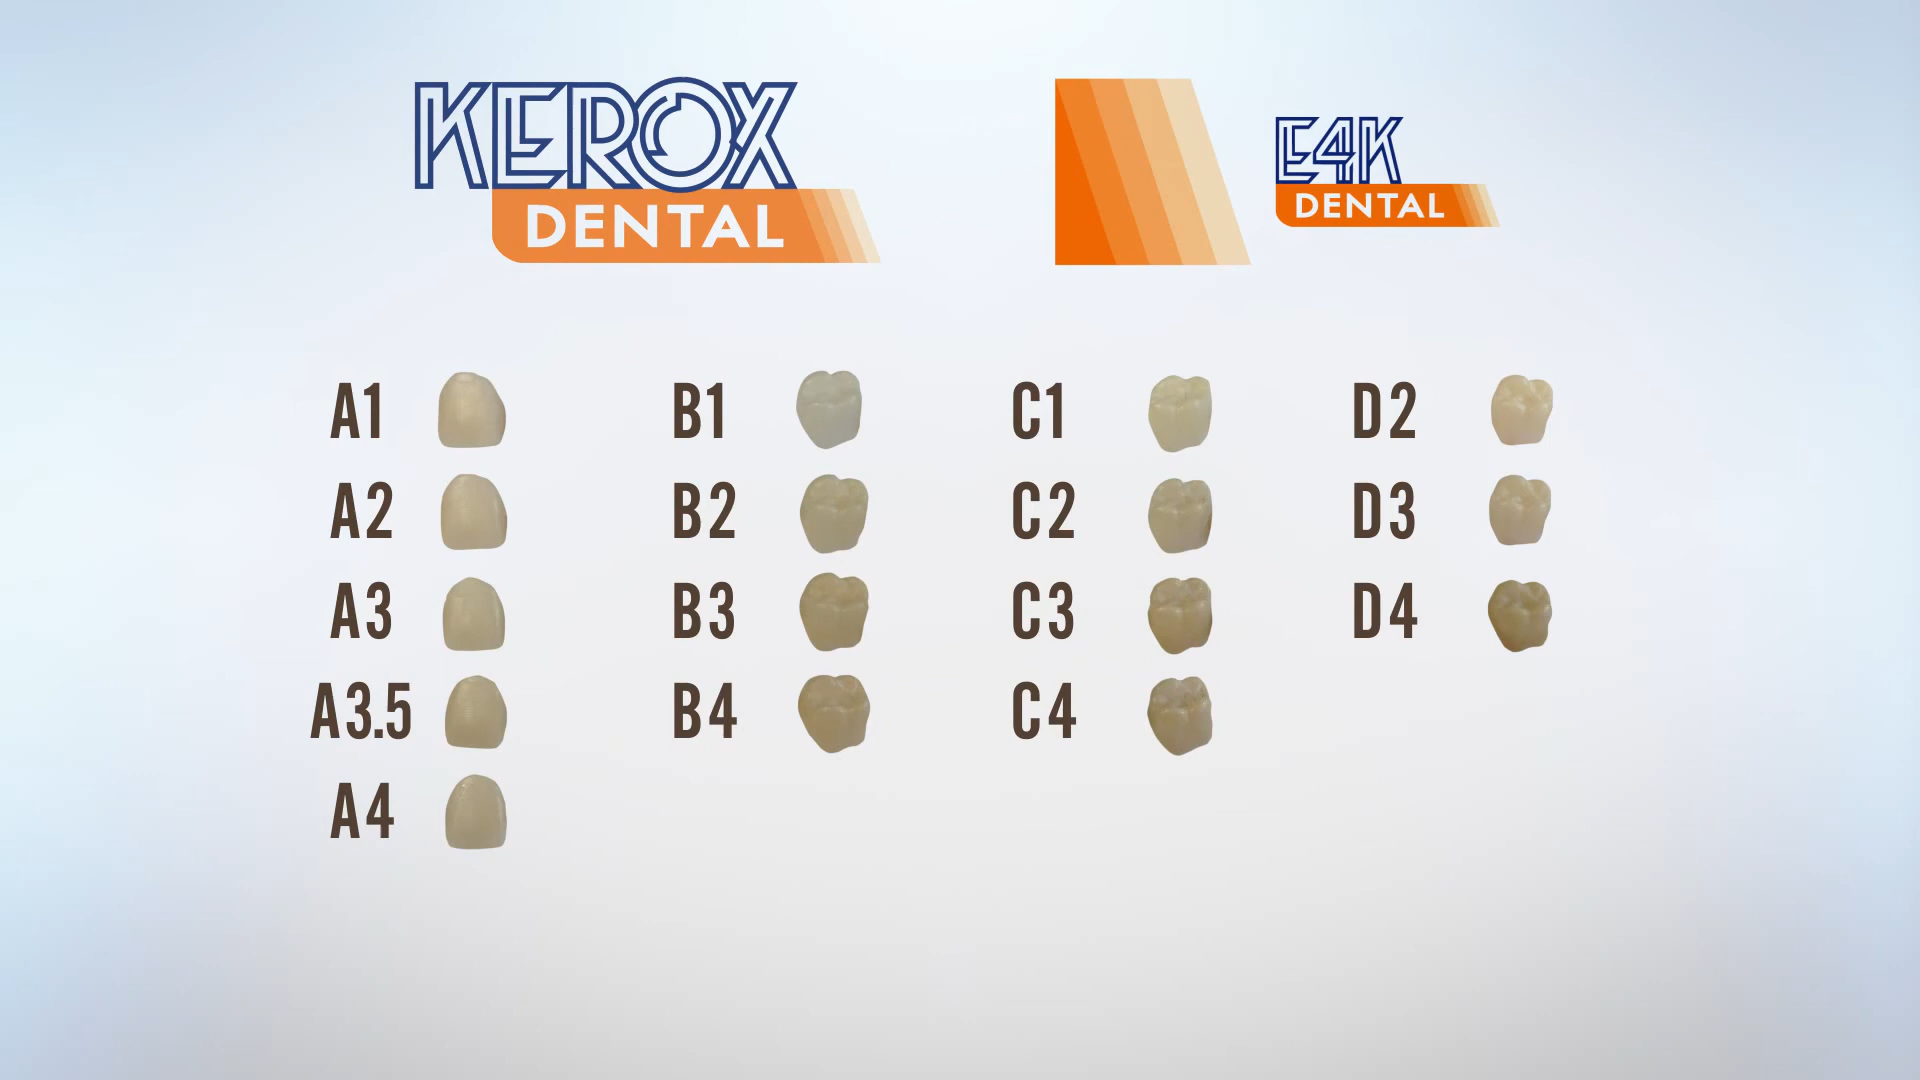 KEROX
DENTAL
E4K
DENTAL
A1
A2
A3
A3.5
A4
B1
B2
B3
B4
C1
C2
C3
C4
D2
D3
D4